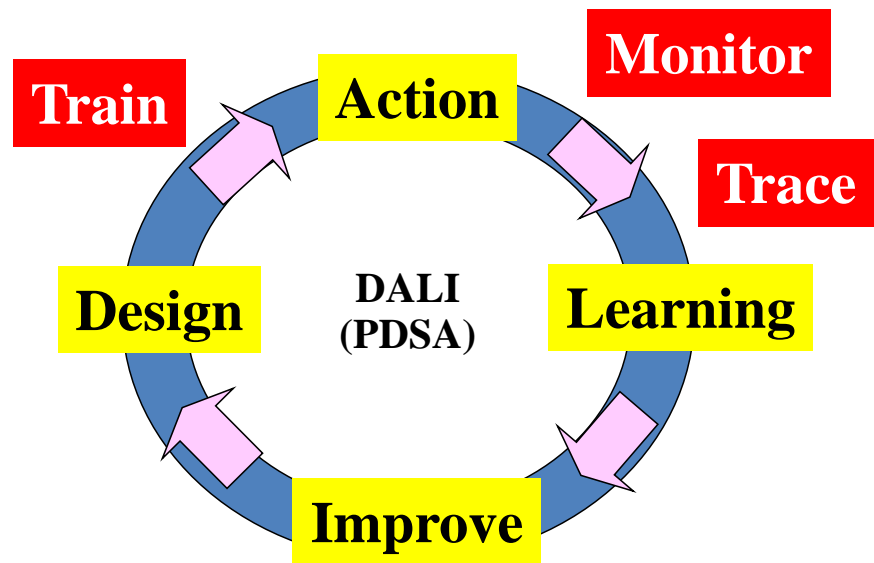 Monitor
Train
Action
Trace
DALI
(PDSA)
Design
Learning
Improve